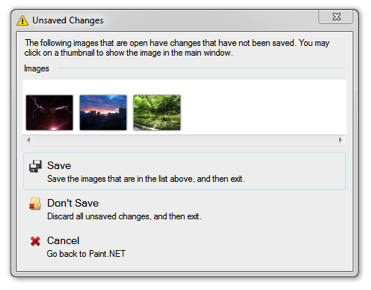 Unsaved Changes
The following images that are open have changes that have not been saved. You may
click on a thumbnail to show the image in the main window.
Images
Save
Save the images that are in the list above, and then exit.
Don't Save
Discard all unsaved changes, and then exit.
Cancel
Go back to Paint.NET